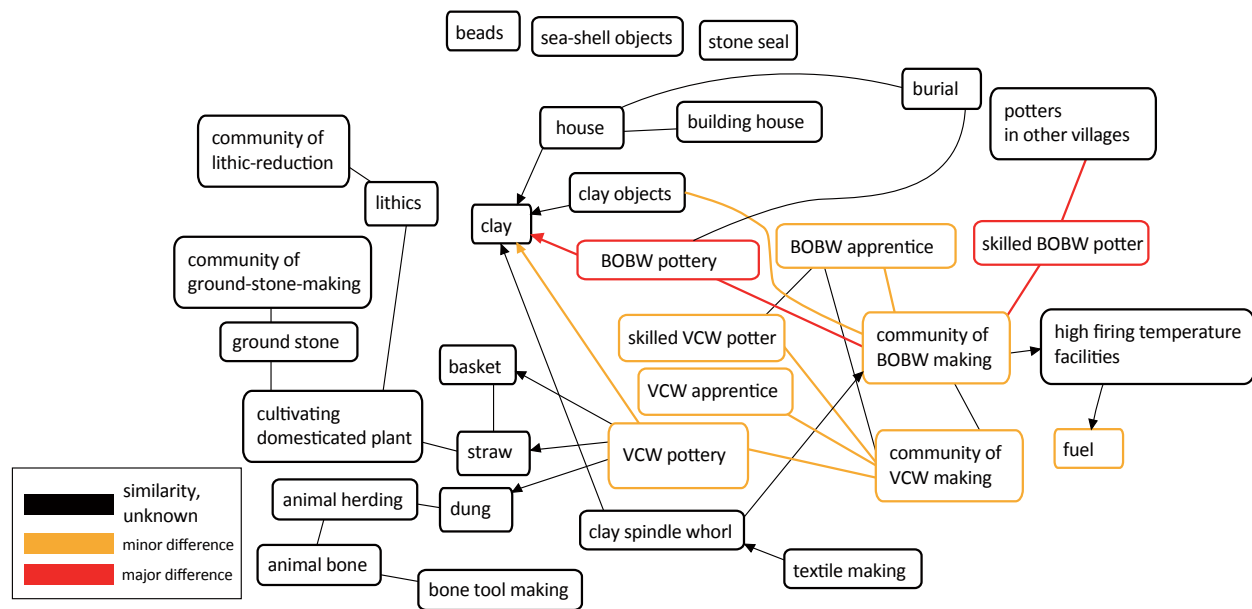 beads
sea-shell objects
stone seal
burial
house
building house
potters
in other villages
community of
lithic-reduction
lithics
clay objects
clay
BOBW pottery
BOBW apprentice
skilled BOBW potter
community of
ground-stone-making
ground stone
skilled VCW potter
community of
BOBW making
high firing temperature
facilities
basket
VCW apprentice
cultivating
domesticated plant
straw
VCW pottery
community of
VCW making
fuel
similarity,
unknown
minor difference
major difference
animal herding
dung
clay spindle whorl
animal bone
bone tool making
textile making